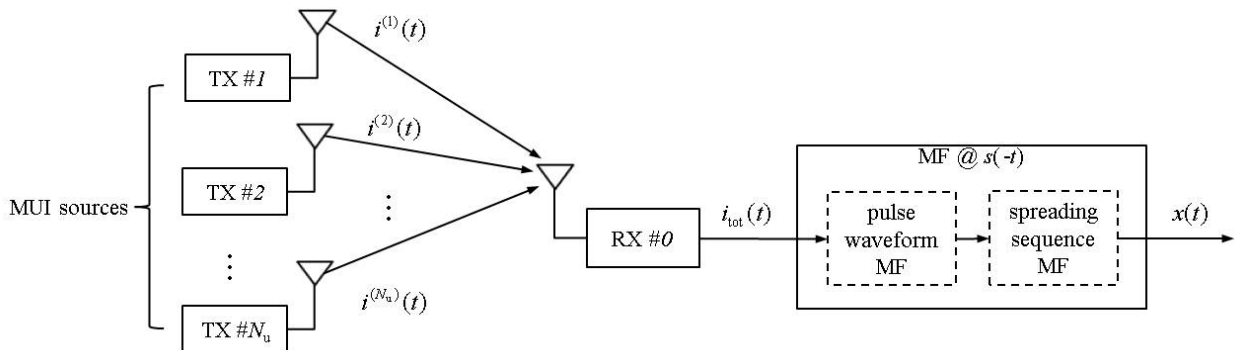 MUI sources
TX #1
TX #2
⋮
TX #Nᵤ
i⁽¹⁾(t)
i⁽²⁾(t)
⋮
i⁽ᴺᵘ⁾(t)
RX #0
iₜₒₜ(t)
MF @ s(-t)
pulse
waveform
MF
spreading
sequence
MF
x(t)